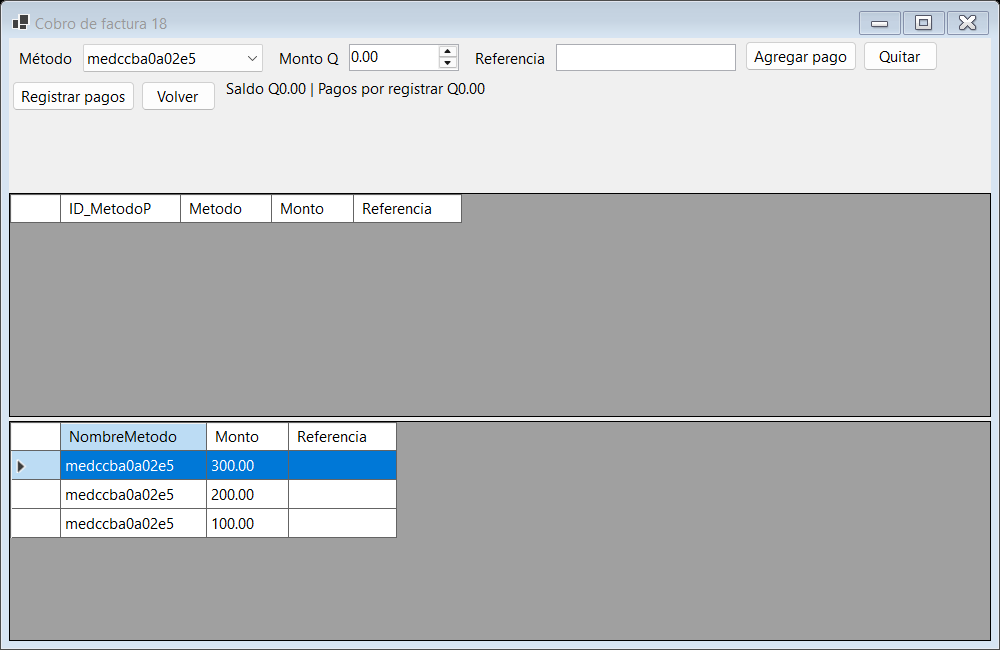 Cobro de factura 18
Método medccba0a02e5 Monto Q 0.00 Referencia Agregar pago Quitar
Registrar pagos Volver Saldo Q0.00 | Pagos por registrar Q0.00
ID_MetodoP Metodo Monto Referencia
NombreMetodo Monto Referencia
medccba0a02e5 300.00
medccba0a02e5 200.00
medccba0a02e5 100.00